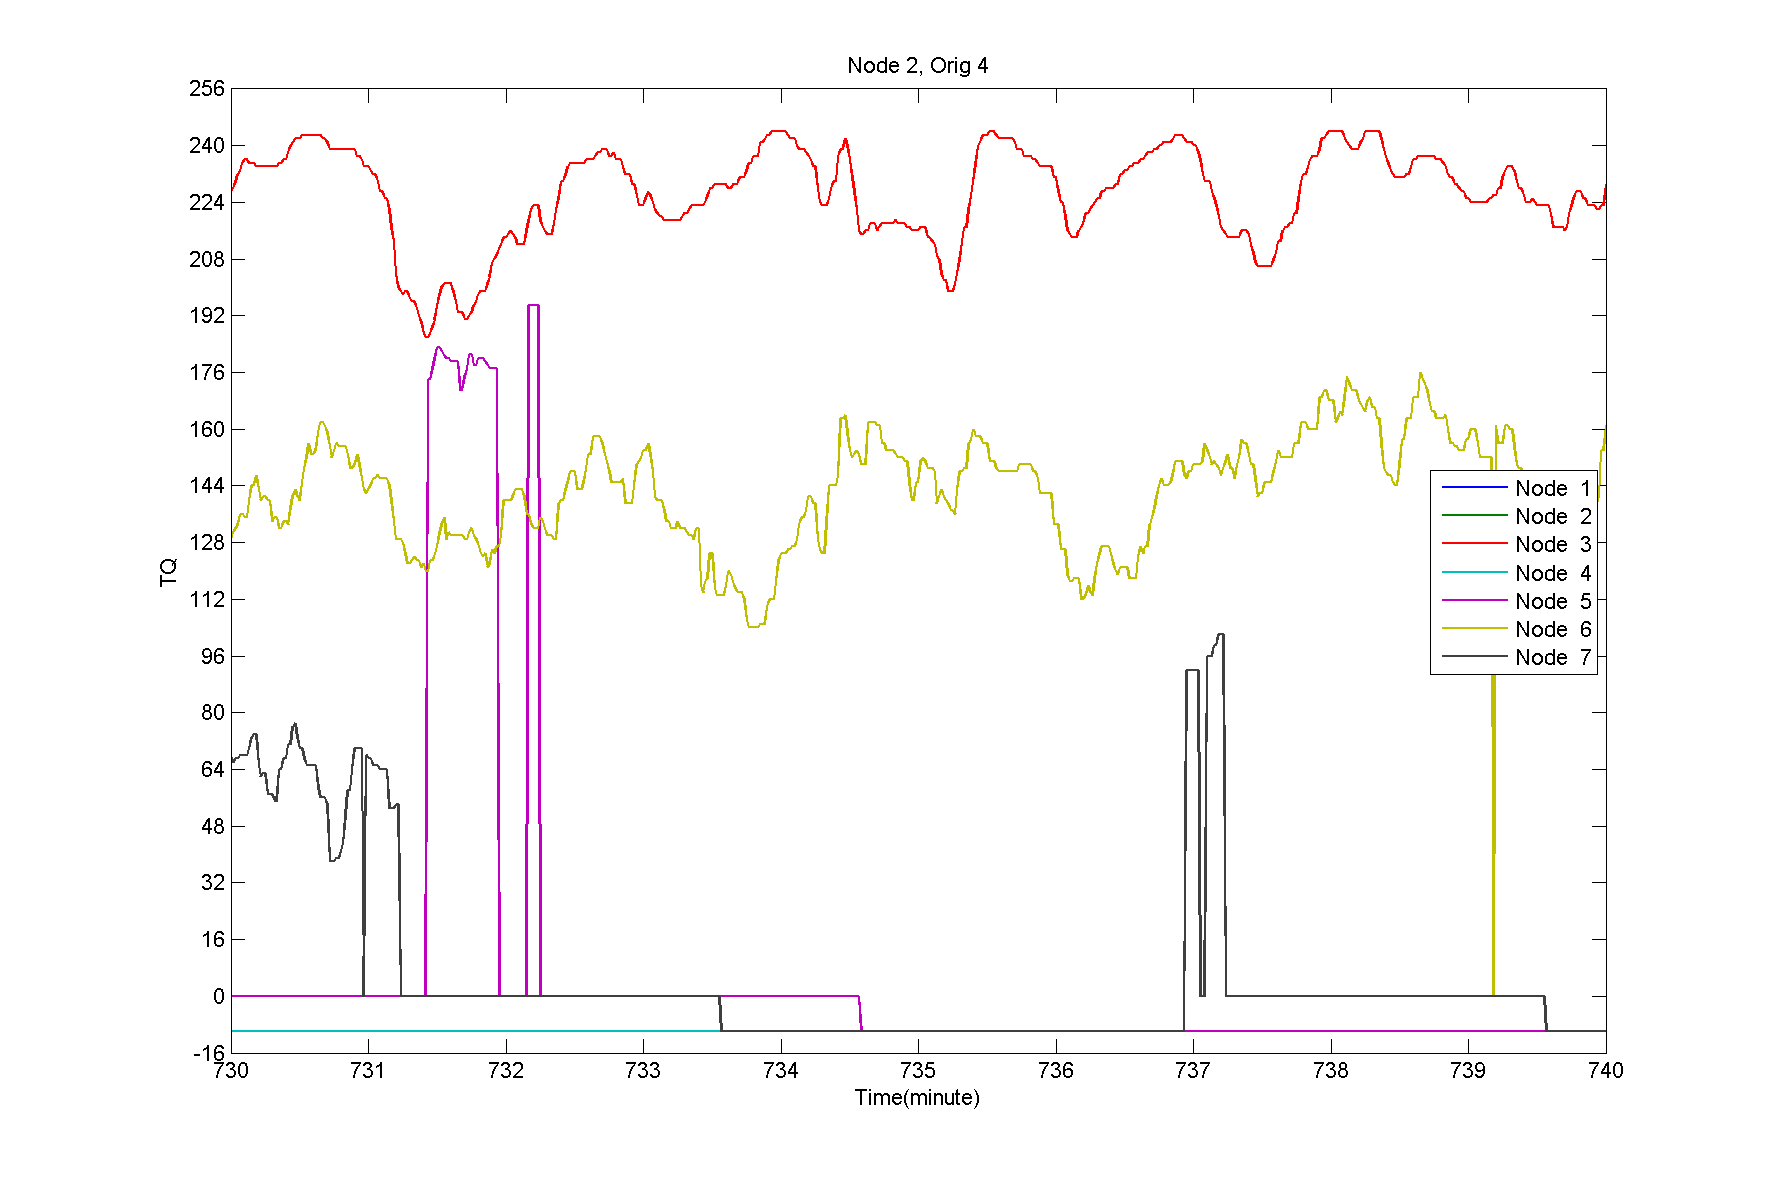 Node 2, Orig 4
256
240
224
208
192
176
160
144
128
112
96
80
64
48
32
16
0
-16
TQ
730 731 732 733 734 735 736 737 738 739 740
Time(minute)
Node 1
Node 2
Node 3
Node 4
Node 5
Node 6
Node 7